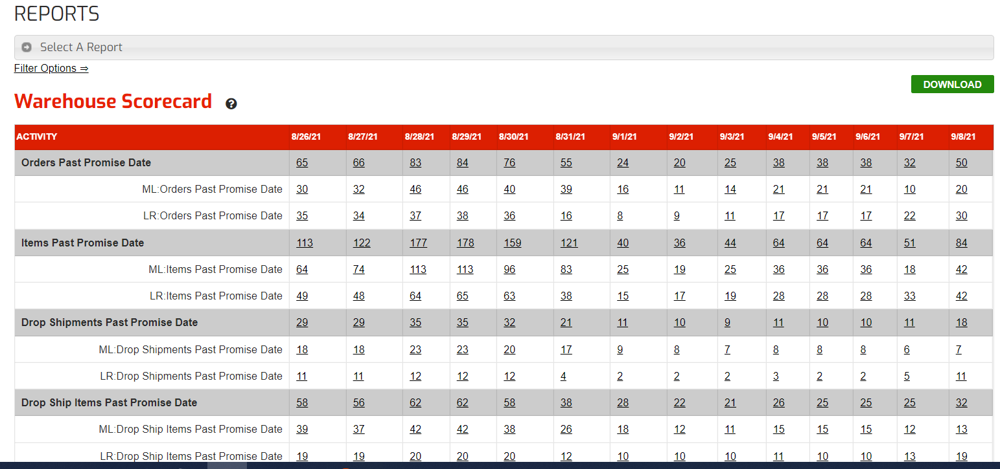 REPORTS
Select A Report
Filter Options ⇒
DOWNLOAD
Warehouse Scorecard ?
ACTIVITY 8/26/21 8/27/21 8/28/21 8/29/21 8/30/21 8/31/21 9/1/21 9/2/21 9/3/21 9/4/21 9/5/21 9/6/21 9/7/21 9/8/21
Orders Past Promise Date 65 66 83 84 76 55 24 20 25 38 38 38 32 50
ML:Orders Past Promise Date 30 32 46 46 40 39 16 11 14 21 21 21 10 20
LR:Orders Past Promise Date 35 34 37 38 36 16 8 9 11 17 17 17 22 30
Items Past Promise Date 113 122 177 178 159 121 40 36 44 64 64 64 51 84
ML:Items Past Promise Date 64 74 113 113 96 83 25 19 25 36 36 36 18 42
LR:Items Past Promise Date 49 48 64 65 63 38 15 17 19 28 28 28 33 42
Drop Shipments Past Promise Date 29 29 35 35 32 21 11 10 9 11 10 10 11 18
ML:Drop Shipments Past Promise Date 18 18 23 23 20 17 9 8 7 8 8 8 6 7
LR:Drop Shipments Past Promise Date 11 11 12 12 12 4 2 2 2 3 2 2 5 11
Drop Ship Items Past Promise Date 58 56 62 62 58 38 28 22 21 26 25 25 25 32
ML:Drop Ship Items Past Promise Date 39 37 42 42 38 26 18 12 11 15 15 15 12 13
LR:Drop Ship Items Past Promise Date 19 19 20 20 20 12 10 10 10 11 10 10 13 19